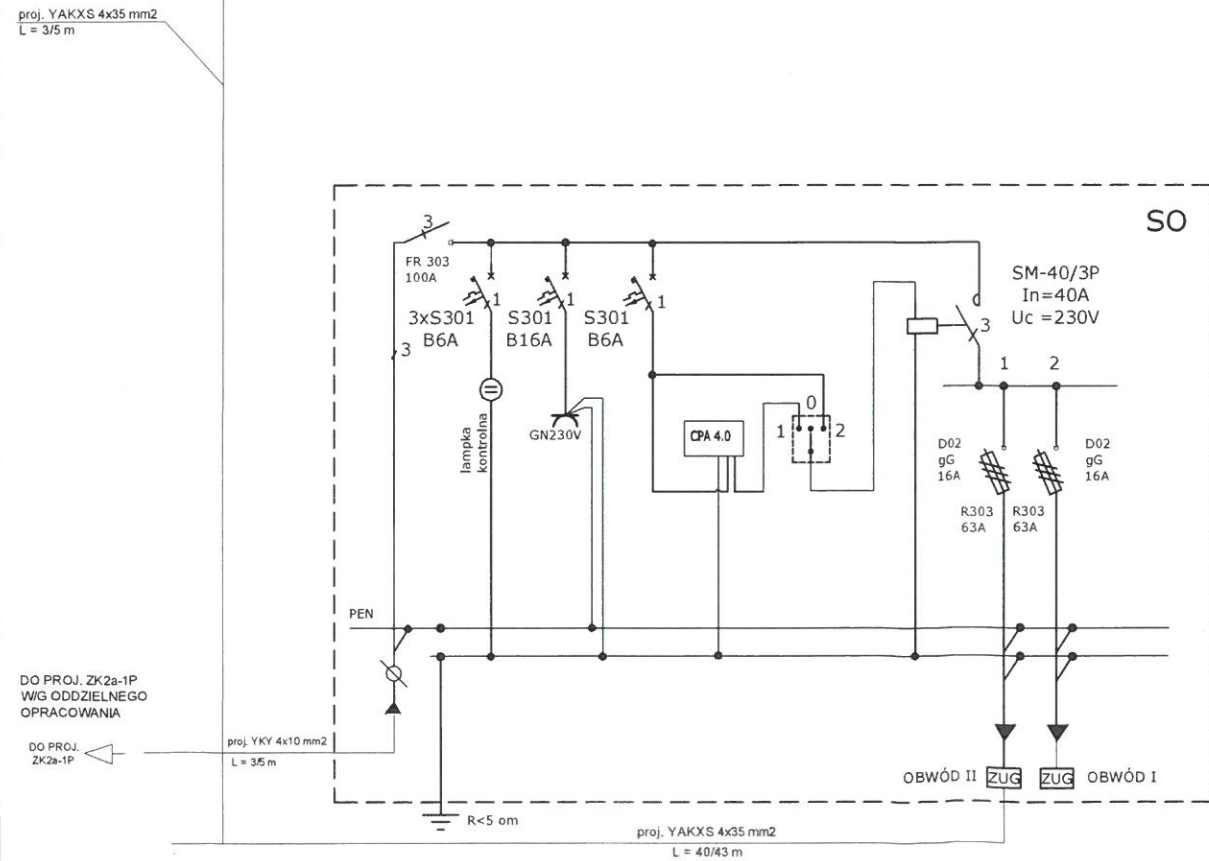 proj. YAKXS 4x35 mm2
L = 3/5 m
SO
3
FR 303
100A
SM-40/3P
In=40A
Uc =230V
1
1
1
3
3xS301
B6A
S301
B16A
S301
B6A
3
1
2
0
1
2
lampka
kontrolna
GN230V
CPA 4.0
D02
gG
16A
D02
gG
16A
R303
63A
R303
63A
PEN
DO PROJ. ZK2a-1P
W/G ODDZIELNEGO
OPRACOWANIA
DO PROJ.
ZK2a-1P
proj. YKY 4x10 mm2
L = 3/5 m
OBWÓD II
ZUG
ZUG
OBWÓD I
R<5 om
proj. YAKXS 4x35 mm2
L = 40/43 m